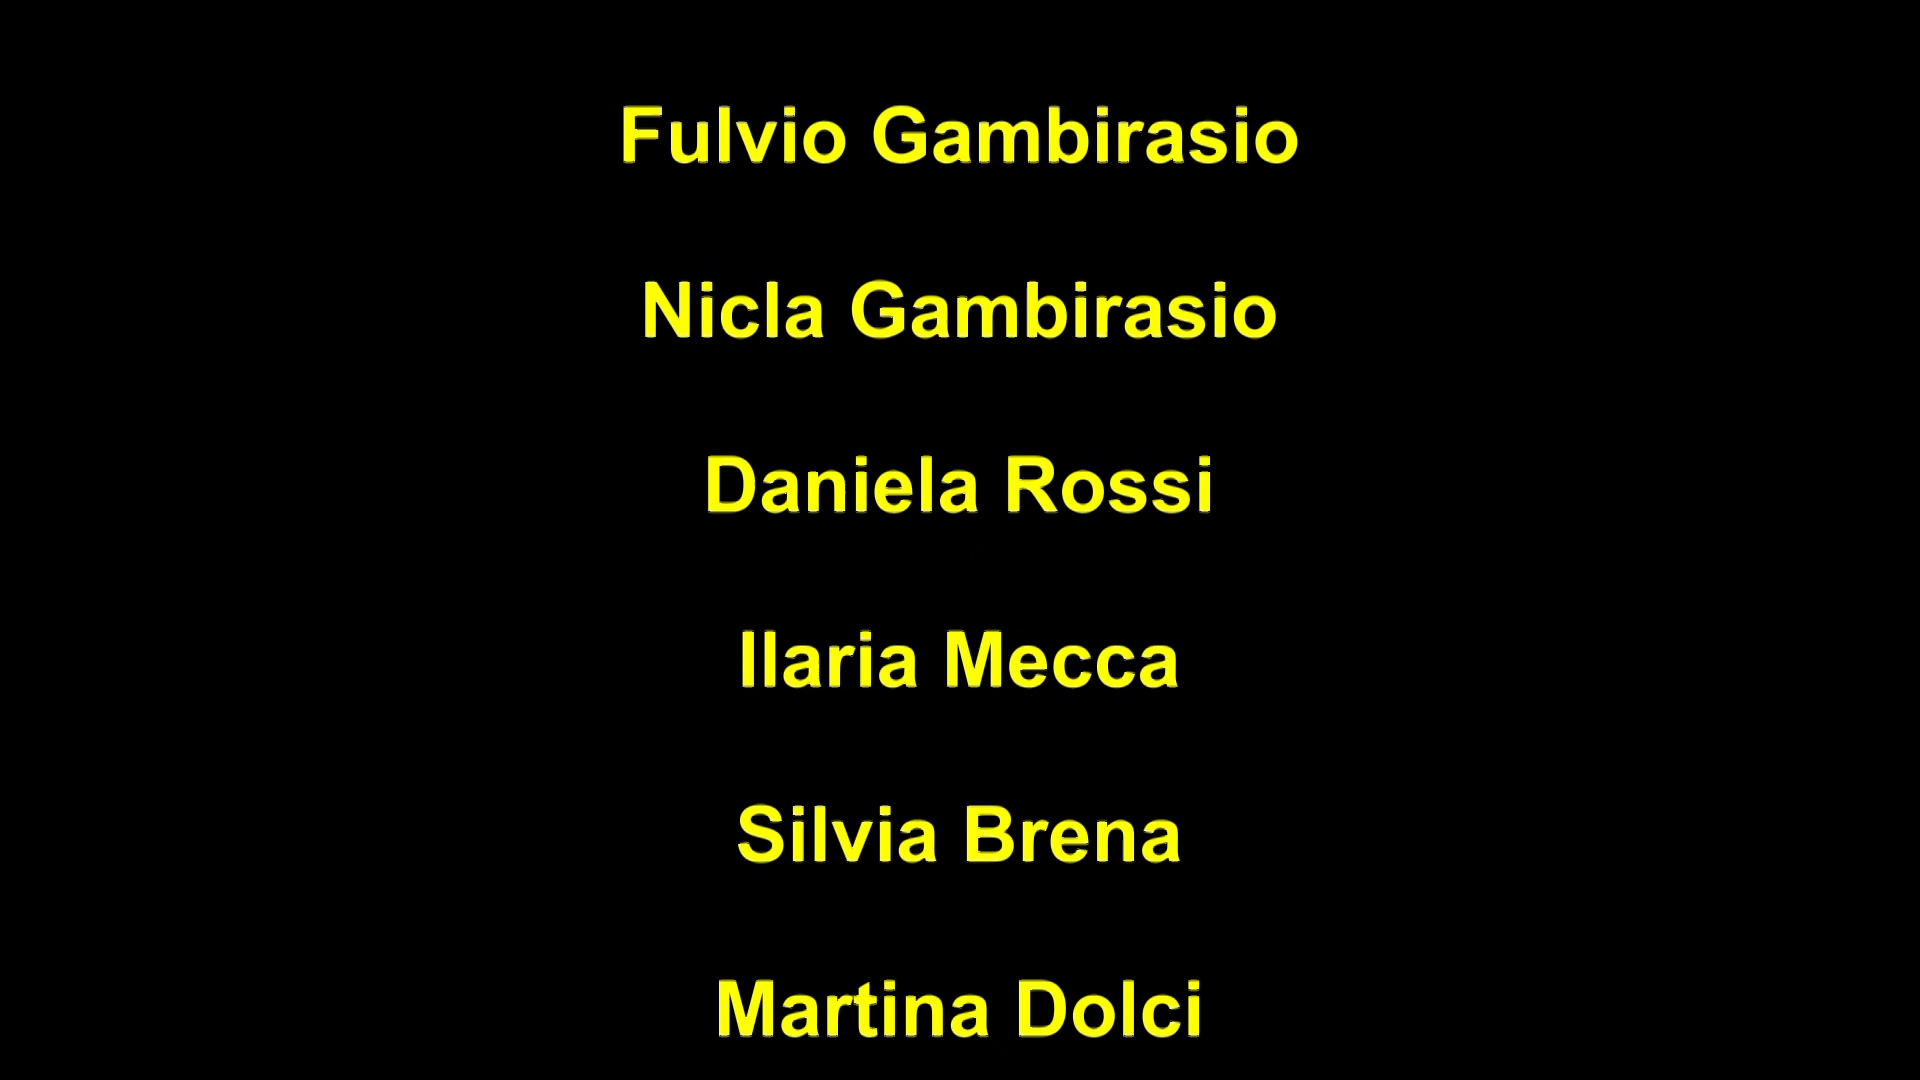 Fulvio Gambirasio
Nicla Gambirasio
Daniela Rossi
Ilaria Mecca
Silvia Brena
Martina Dolci